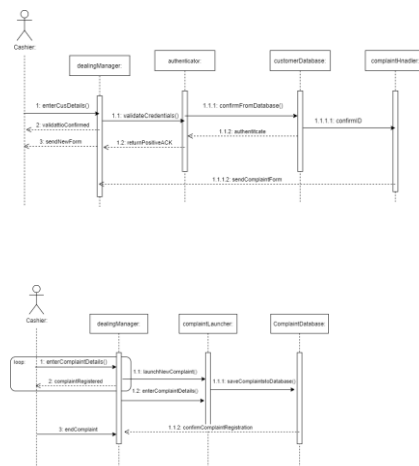 Cashier:
dealingManager:
authenticator:
customerDatabase:
complaintHnadler:
1: enterCusDetails()
1.1: validateCredentials()
1.1.1: confirmFromDatabase()
1.1.1.1: confirmID
2: validatioConfirmed
1.1.2: authenticate
3: sendNewForm
1.2: returnPositiveACK
1.1.1.2: sendComplaintForm
Cashier:
dealingManager:
complaintLauncher:
ComplaintDatabase:
loop:
1: enterComplaintDetails()
1.1: launchNewComplaint()
1.1.1: saveComplaintstoDatabase()
2: complaintRegistered
1.2: enterComplaintDetails()
3: endComplaint
1.1.2: confirmComplaintRegistration